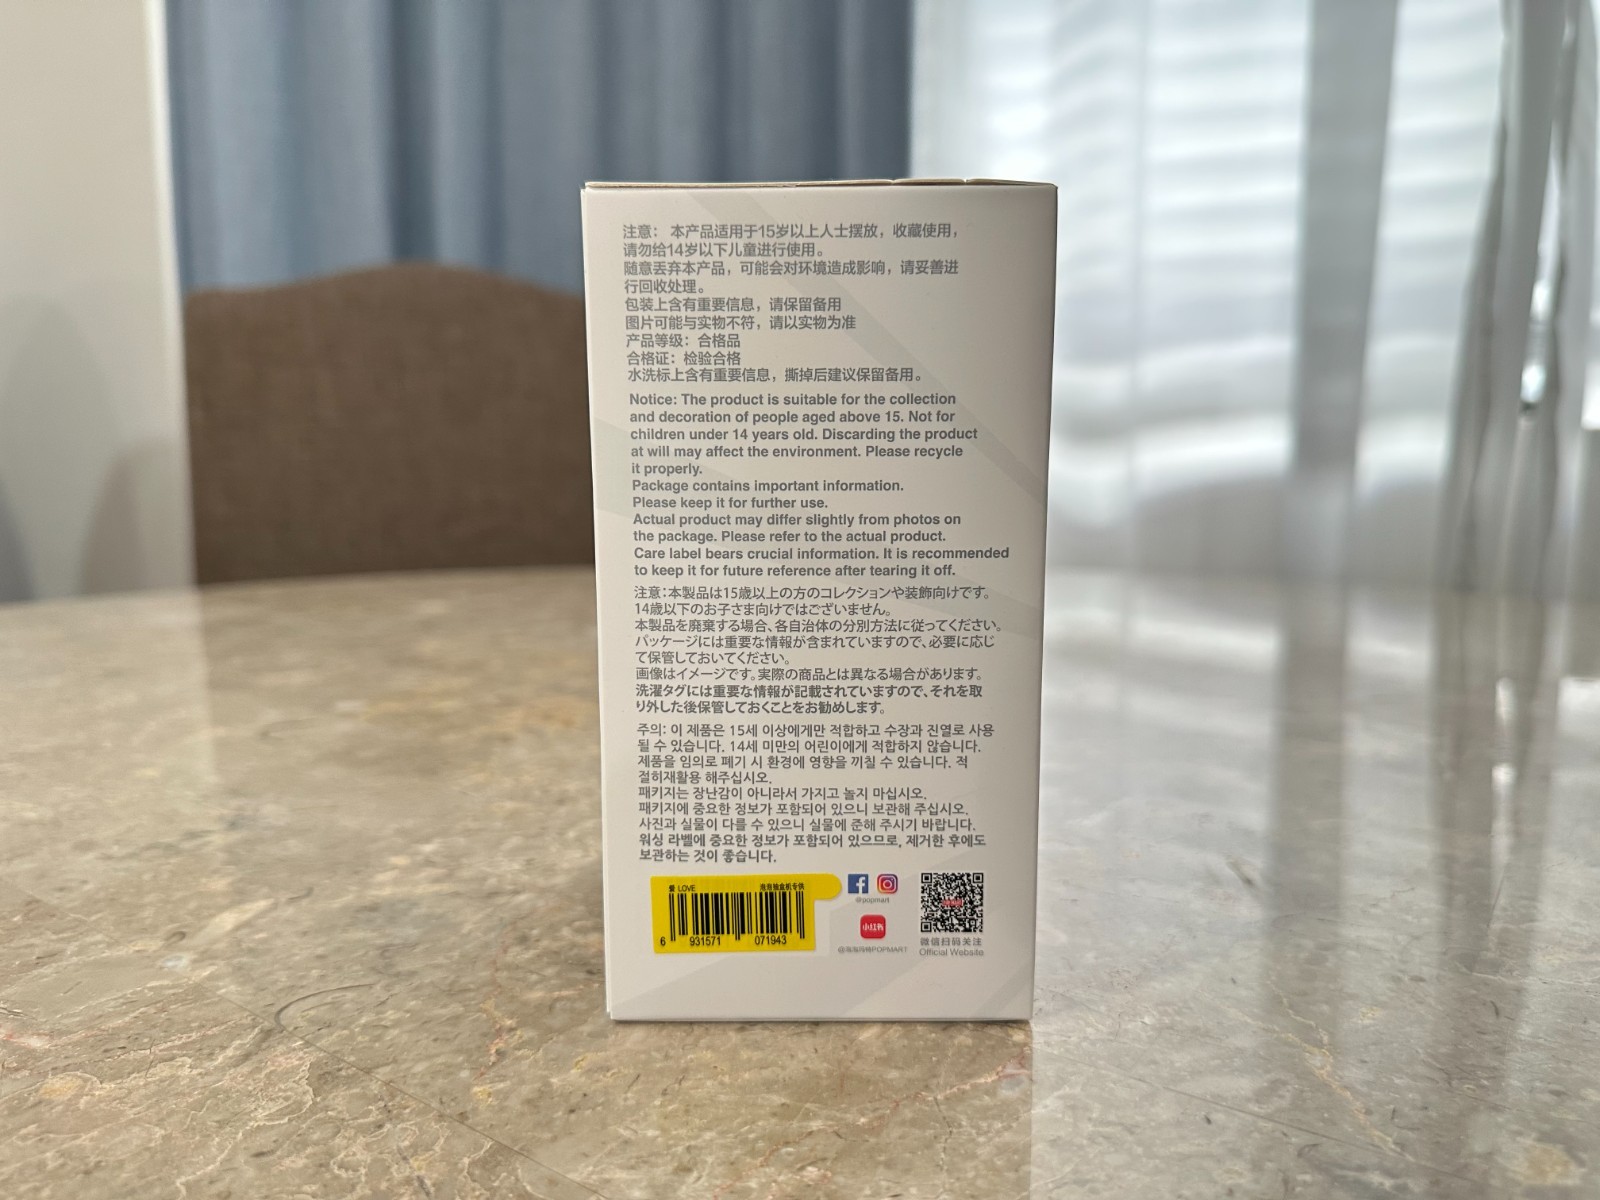 注意： 本产品适用于15岁以上人士摆放，收藏使用，
请勿给14岁以下儿童进行使用。
随意丢弃本产品，可能会对环境造成影响，请妥善进
行回收处理。
包装上含有重要信息，请保留备用
图片可能与实物不符，请以实物为准
产品等级：合格品
合格证：检验合格
水洗标上含有重要信息，撕掉后建议保留备用。
Notice: The product is suitable for the collection
and decoration of people aged above 15. Not for
children under 14 years old. Discarding the product
at will may affect the environment. Please recycle
it properly.
Package contains important information.
Please keep it for further use.
Actual product may differ slightly from photos on
the package. Please refer to the actual product.
Care label bears crucial information. It is recommended
to keep it for future reference after tearing it off.
注意：本製品は15歳以上の方のコレクションや装飾向けです。
14歳以下のお子さま向けではございません。
本製品を廃棄する場合、各自治体の分別方法に従ってください。
パッケージには重要な情報が含まれていますので、必要に応じ
て保管しておいてください。
画像はイメージです。実際の商品とは異なる場合があります。
洗濯タグには重要な情報が記載されていますので、それを取
り外した後保管しておくことをお勧めします。
주의: 이 제품은 15세 이상에게만 적합하고 수장과 진열로 사용
될 수 있습니다. 14세 미만의 어린이에게 적합하지 않습니다.
제품을 임의로 폐기 시 환경에 영향을 끼칠 수 있습니다. 적
절히재활용 해주십시오.
패키지는 장난감이 아니라서 가지고 놀지 마십시오.
패키지에 중요한 정보가 포함되어 있으니 보관해 주십시오.
사진과 실물이 다를 수 있으니 실물에 준해 주시기 바랍니다.
워싱 라벨에 중요한 정보가 포함되어 있으므로, 제거한 후에도
보관하는 것이 좋습니다.
爱 LOVE 泡泡抽盒机专供
6 931571 071943
@popmart
小红书
@泡泡玛特POPMART
微信扫码关注
Official Website